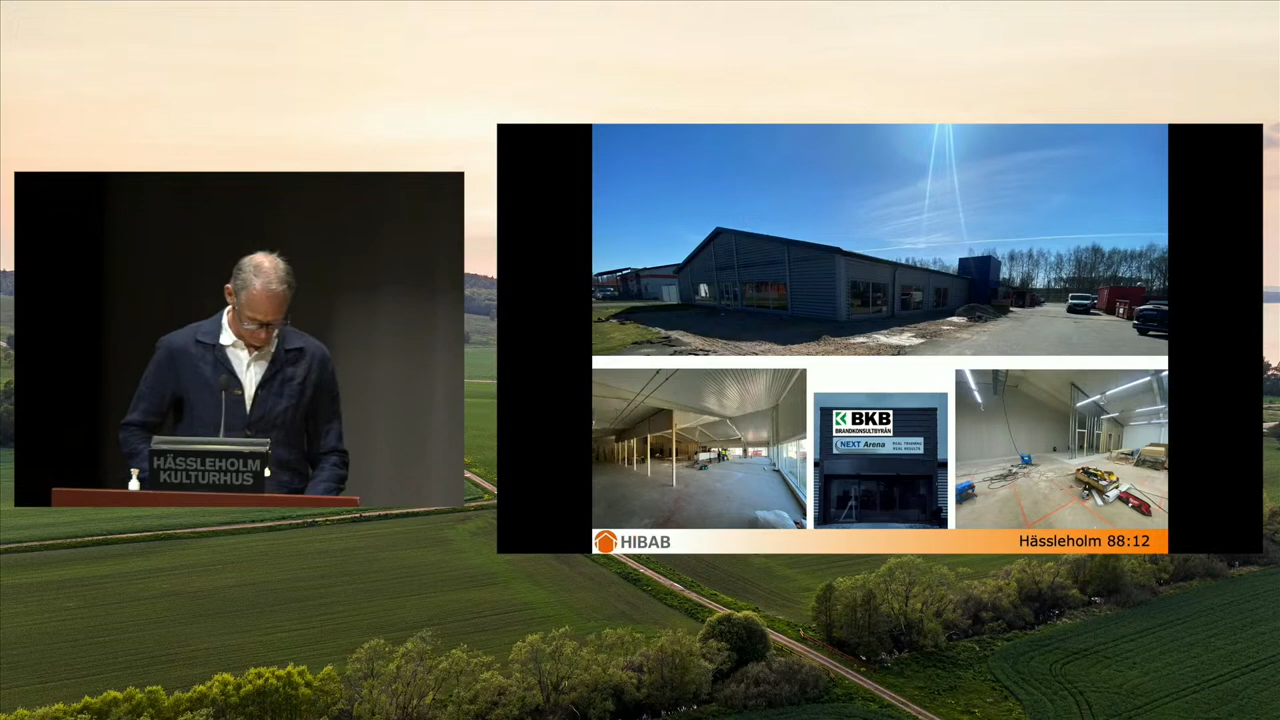 HÄSSLEHOLM
KULTURHUS
BKB
BRANDKONSULTBYRÅN
NEXT Arena
REAL TRAINING
REAL RESULTS
HIBAB
Hässleholm 88:12